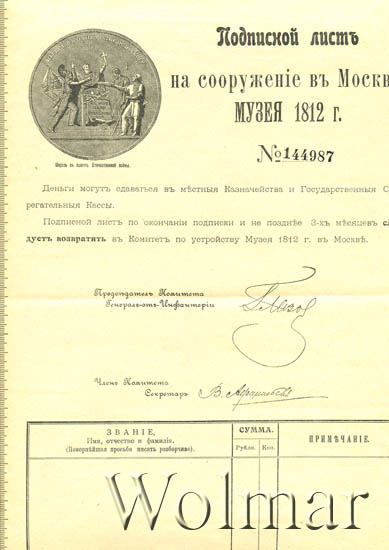 Подписной листъ
на сооруженіе въ Москв
МУЗЕЯ 1812 г.
№ 144987
Медаль въ память Отечественной войны.
Деньги могутъ сдаваться въ мѣстныя Казначейства и Государственныя С
регательныя Кассы.
Подписной листъ по окончаніи подписки и не позднѣе 3-хъ мѣсяцевъ сл
дуетъ возвратить въ Комитетъ по устройству Музея 1812 г. въ Москвѣ.
Предсѣдатель Комитета
Генералъ-отъ-Инфантеріи
Членъ Комитета
Секретарь
ЗВАНІЕ,
Имя, отчество и фамилія.
(Покорнѣйшая просьба писать разборчиво).
СУММА.
Рубли. Коп.
ПРИМѢЧАНІЕ.
Wolmar